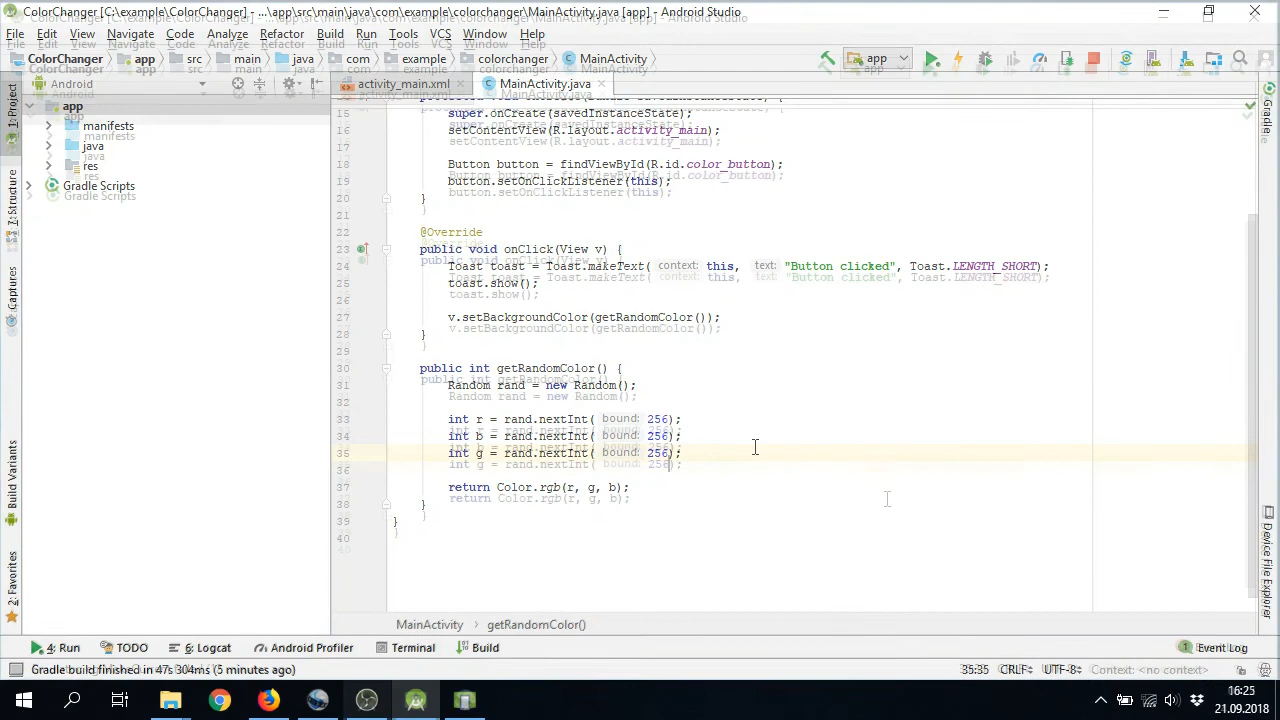 ColorChanger [C:\example\ColorChanger] - ...\app\src\main\java\com\example\colorchanger\MainActivity.java [app] - Android Studio
File Edit View Navigate Code Analyze Refactor Build Run Tools VCS Window Help
ColorChanger app src main java com example colorchanger MainActivity app
1: Project
Android
activity_main.xml MainActivity.java
Gradle
app
manifests
java
res
Gradle Scripts
7: Structure
Captures
Build Variants
2: Favorites
15 super.onCreate(savedInstanceState);
16 setContentView(R.layout.activity_main);
17
18 Button button = findViewById(R.id.color_button);
19 button.setOnClickListener(this);
20 }
21
22 @Override
23 public void onClick(View v) {
24 Toast toast = Toast.makeText( context: this, text: "Button clicked", Toast.LENGTH_SHORT);
25 toast.show();
26
27 v.setBackgroundColor(getRandomColor());
28 }
29
30 public int getRandomColor() {
31 Random rand = new Random();
32
33 int r = rand.nextInt( bound: 256);
34 int b = rand.nextInt( bound: 256);
35 int g = rand.nextInt( bound: 256);
36
37 return Color.rgb(r, g, b);
38 }
39 }
40
Device File Explorer
MainActivity getRandomColor()
4: Run TODO 6: Logcat Android Profiler Terminal Build Event Log
Gradle build finished in 47s 304ms (5 minutes ago) 35:35 CRLF UTF-8 Context: <no context>
16:25
21.09.2018